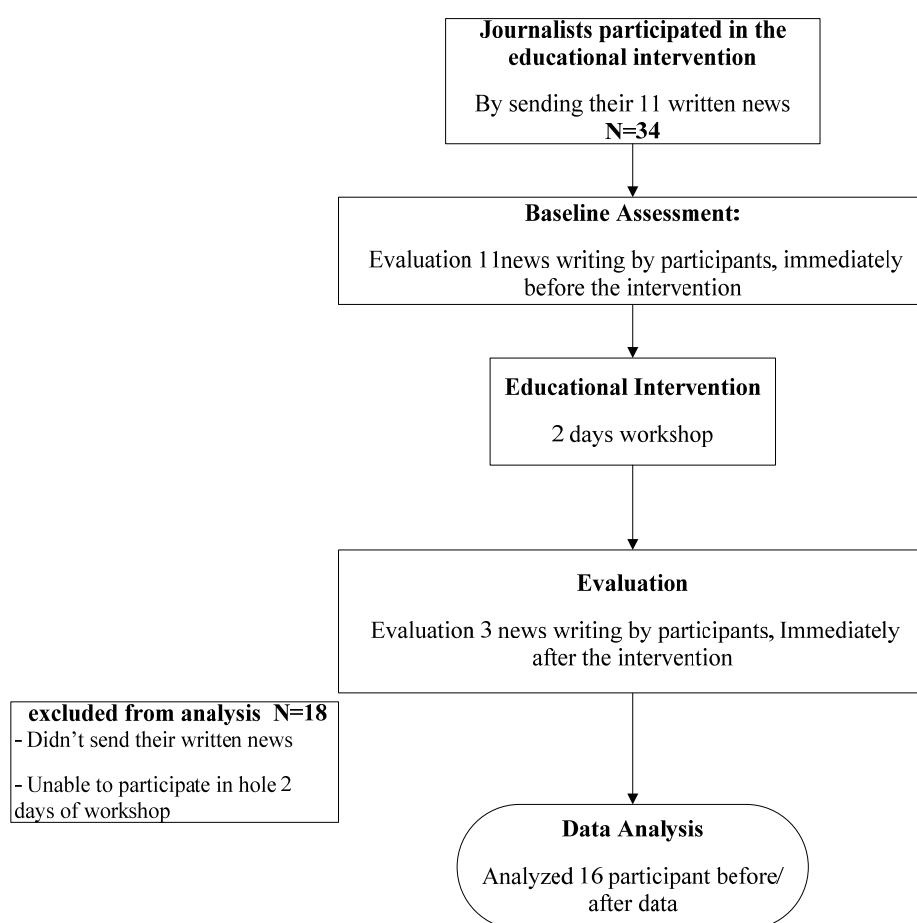 Journalists participated in the
educational intervention
By sending their 11 written news
N=34
Baseline Assessment:
Evaluation 11news writing by participants, immediately
before the intervention
Educational Intervention
2 days workshop
Evaluation
Evaluation 3 news writing by participants, Immediately
after the intervention
excluded from analysis N=18
- Didn't send their written news
- Unable to participate in hole 2
days of workshop
Data Analysis
Analyzed 16 participant before/
after data